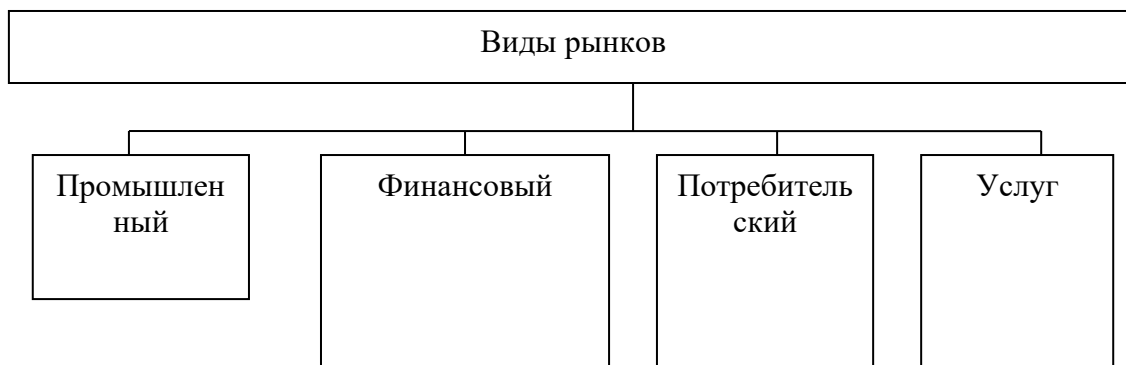 Виды рынков
Промышлен
ный
Финансовый
Потребитель
ский
Услуг